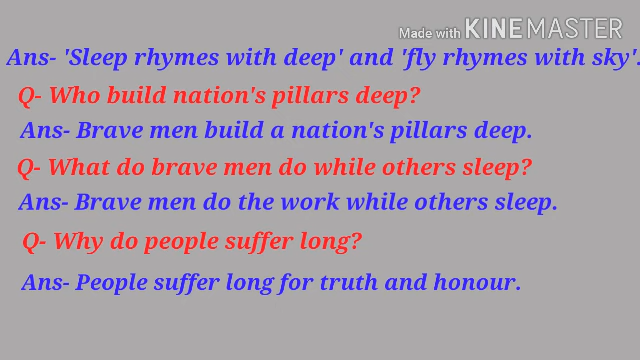 Made with KINEMASTER
Ans- 'Sleep rhymes with deep' and 'fly rhymes with sky'.
Q- Who build nation's pillars deep?
Ans- Brave men build a nation's pillars deep.
Q- What do brave men do while others sleep?
Ans- Brave men do the work while others sleep.
Q- Why do people suffer long?
Ans- People suffer long for truth and honour.